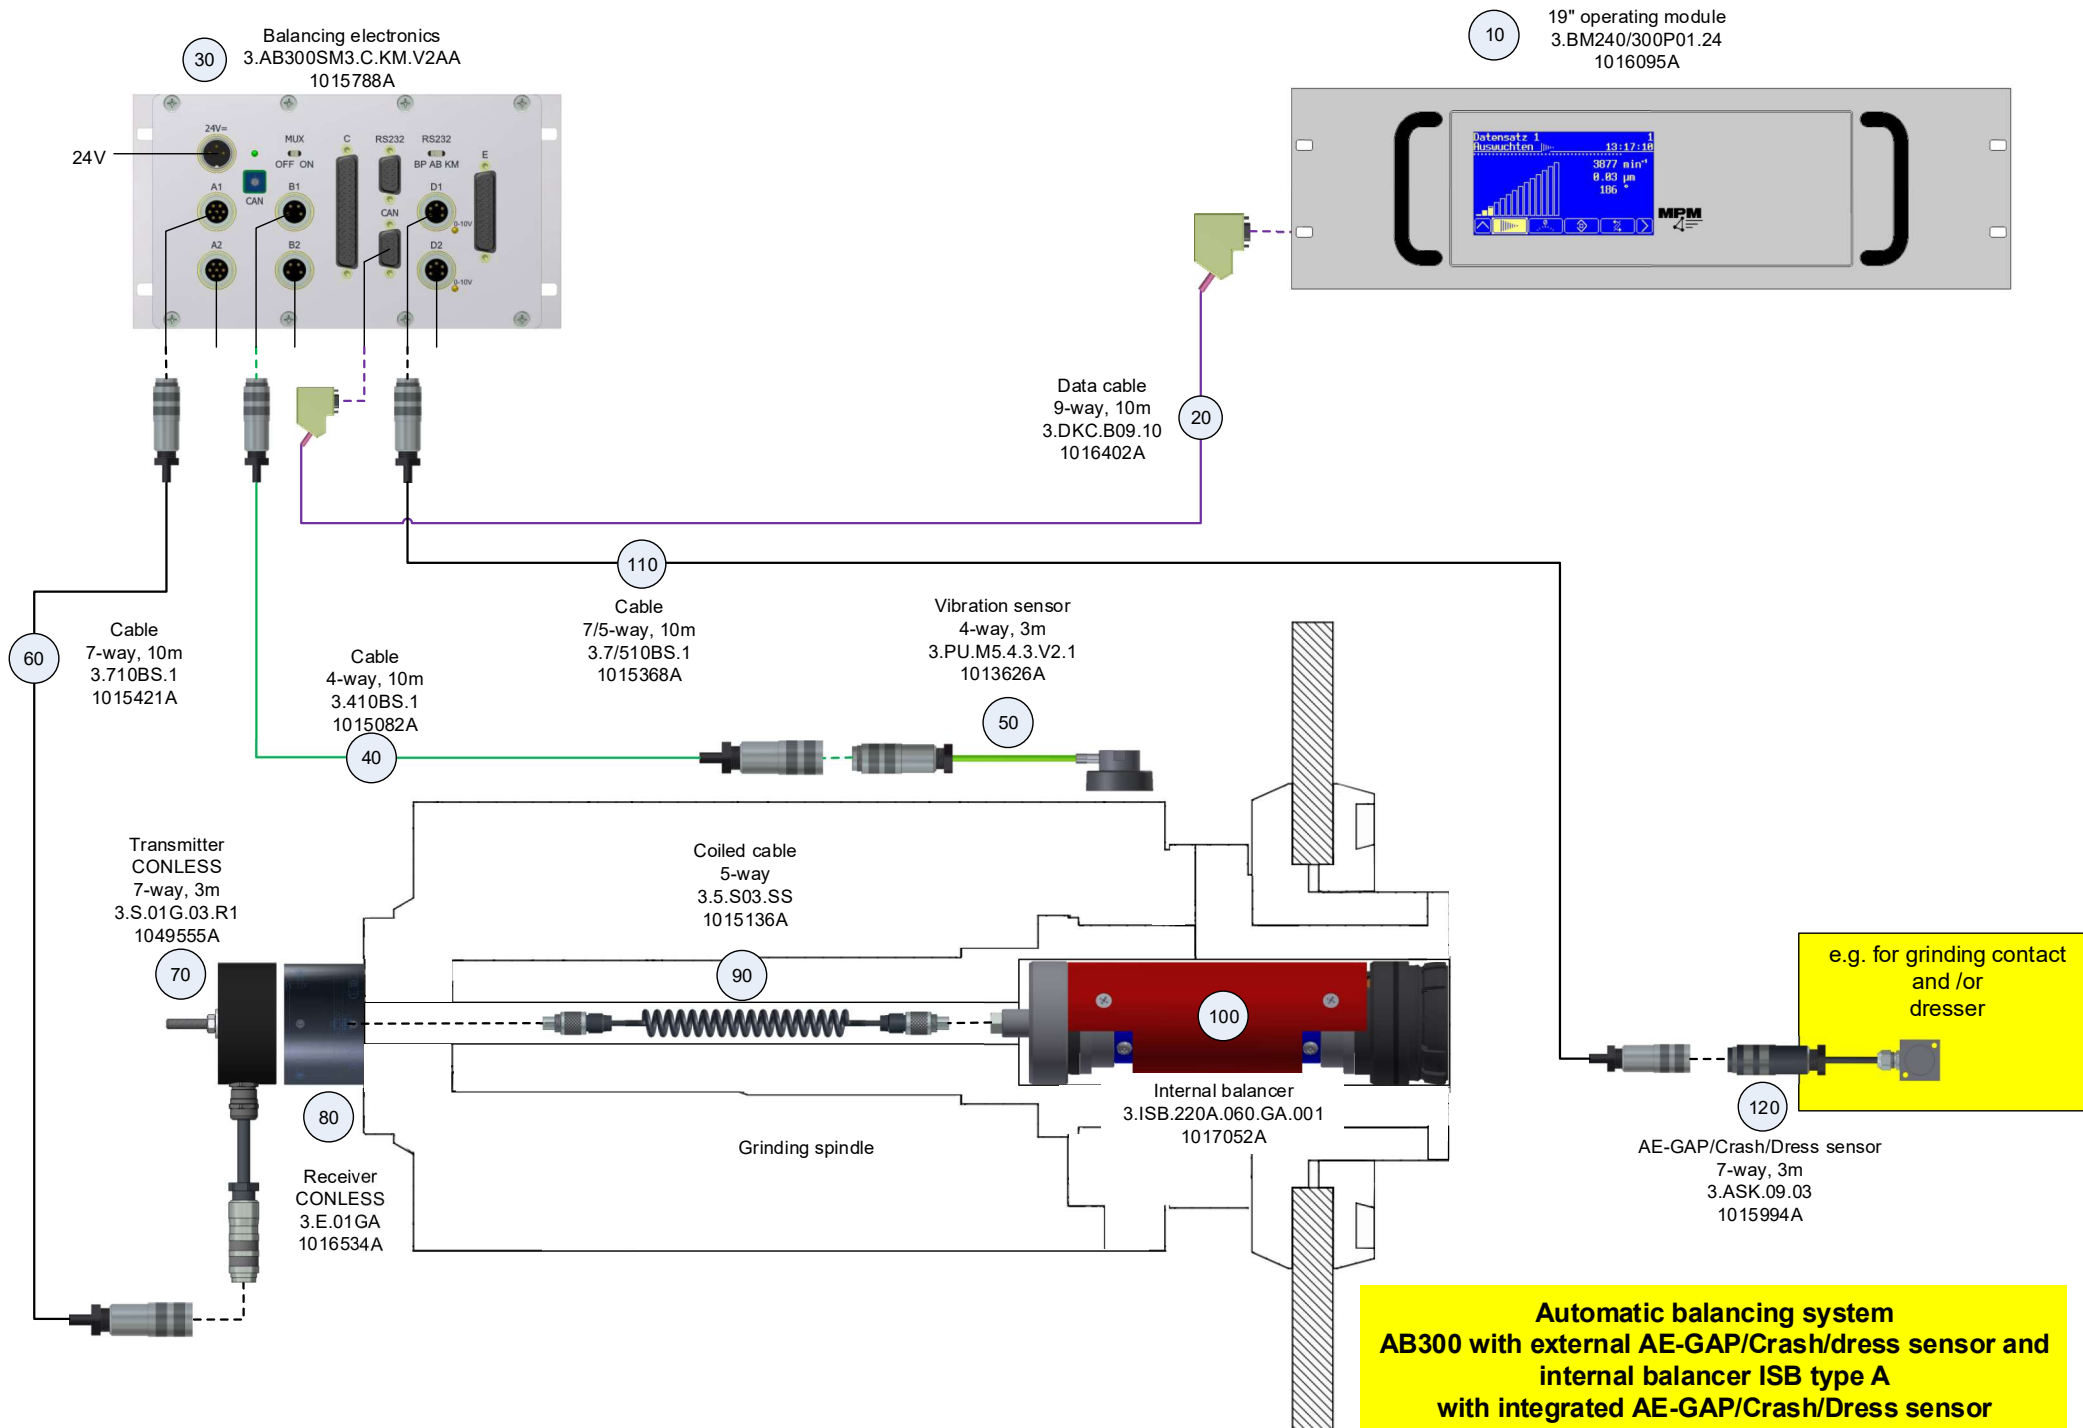 30
Balancing electronics
3.AB300SM3.C.KM.V2AA
1015788A
10
19" operating module
3.BM240/300P01.24
1016095A
24V
24V=
MUX
OFF ON
C
RS232
RS232
BP AB KM
E
A1
CAN
B1
CAN
D1
0-10V
A2
B2
D2
0-10V
Datensatz 1 1
Auswuchten 13:17:10
3877 min⁻¹
0.03 µm
186 °
MPM
Data cable
9-way, 10m
3.DKC.B09.10
1016402A
20
110
Cable
7/5-way, 10m
3.7/510BS.1
1015368A
Vibration sensor
4-way, 3m
3.PU.M5.4.3.V2.1
1013626A
50
60
Cable
7-way, 10m
3.710BS.1
1015421A
Cable
4-way, 10m
3.410BS.1
1015082A
40
Transmitter
CONLESS
7-way, 3m
3.S.01G.03.R1
1049555A
70
Coiled cable
5-way
3.5.S03.SS
1015136A
90
100
Internal balancer
3.ISB.220A.060.GA.001
1017052A
80
Receiver
CONLESS
3.E.01GA
1016534A
Grinding spindle
e.g. for grinding contact
and /or
dresser
120
AE-GAP/Crash/Dress sensor
7-way, 3m
3.ASK.09.03
1015994A
Automatic balancing system
AB300 with external AE-GAP/Crash/dress sensor and
internal balancer ISB type A
with integrated AE-GAP/Crash/Dress sensor